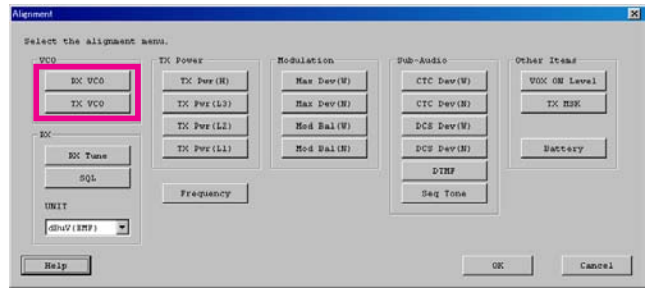 Alignment
Select the alignment menu.
VCO
RX VCO
TX VCO
RX
RX Tune
SQL
UNIT
dBuV(EMF)
TX Power
TX Pwr(H)
TX Pwr(L3)
TX Pwr(L2)
TX Pwr(L1)
Frequency
Modulation
Max Dev(W)
Max Dev(N)
Mod Bal(W)
Mod Bal(N)
Sub-Audio
CTC Dev(W)
CTC Dev(N)
DCS Dev(W)
DCS Dev(N)
DTMF
Seq Tone
Other Items
VOX ON Level
TX MSK
Battery
Help
OK
Cancel